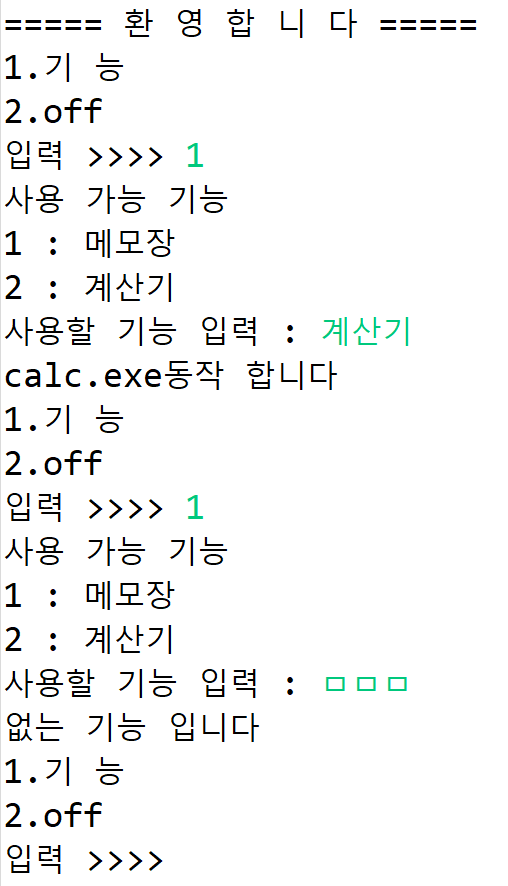 ===== 환 영 합 니 다 =====
1.기 능
2.off
입력 >>>> 1
사용 가능 기능
1 : 메모장
2 : 계산기
사용할 기능 입력 : 계산기
calc.exe동작 합니다
1.기 능
2.off
입력 >>>> 1
사용 가능 기능
1 : 메모장
2 : 계산기
사용할 기능 입력 : ㅁㅁㅁ
없는 기능 입니다
1.기 능
2.off
입력 >>>>